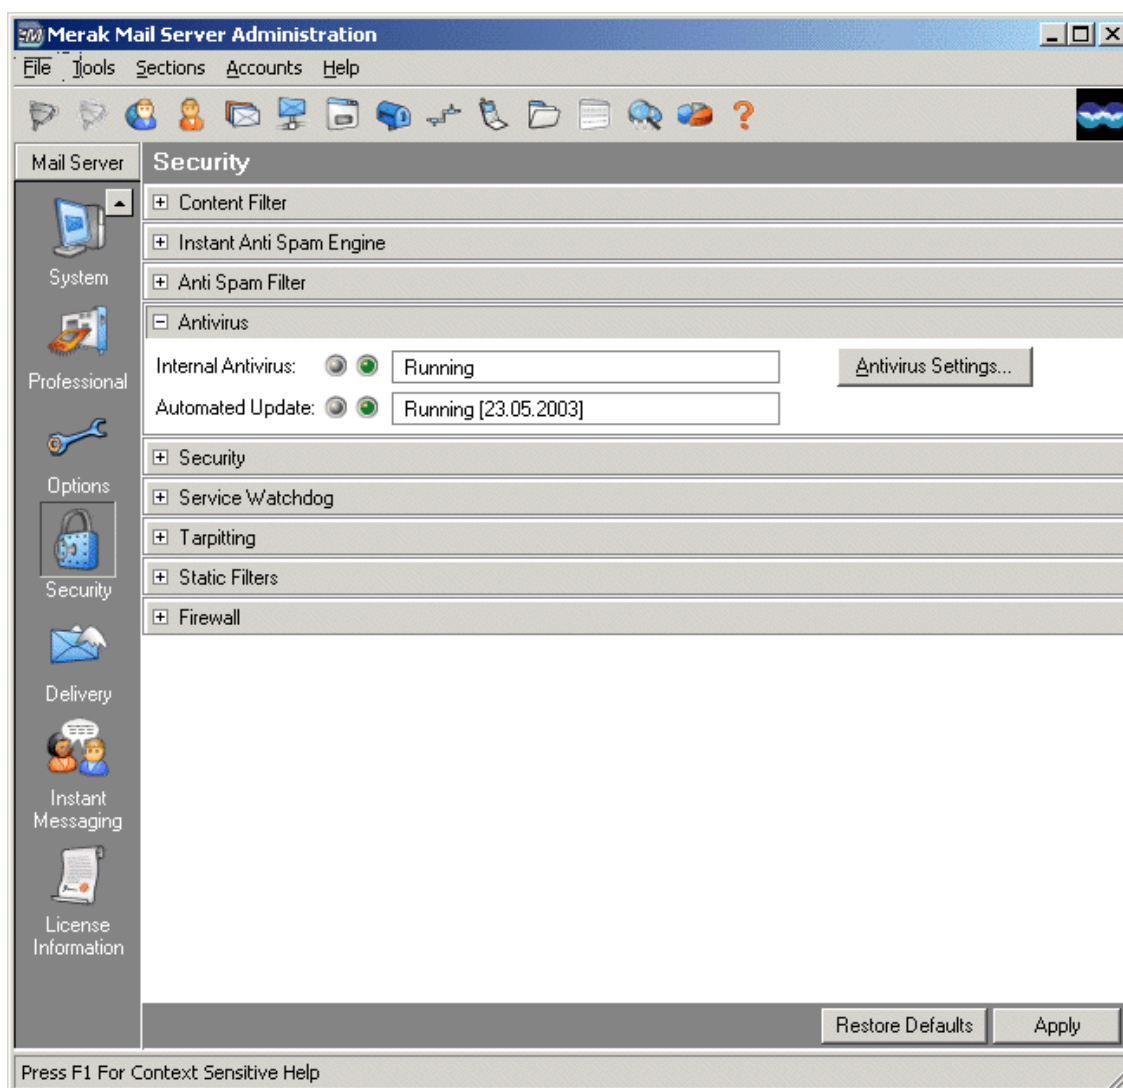 Merak Mail Server Administration
File Tools Sections Accounts Help
Mail Server
Security
System
Professional
Options
Security
Delivery
Instant
Messaging
License
Information
Content Filter
Instant Anti Spam Engine
Anti Spam Filter
Antivirus
Internal Antivirus: Running Antivirus Settings...
Automated Update: Running [23.05.2003]
Security
Service Watchdog
Tarpitting
Static Filters
Firewall
Restore Defaults Apply
Press F1 For Context Sensitive Help